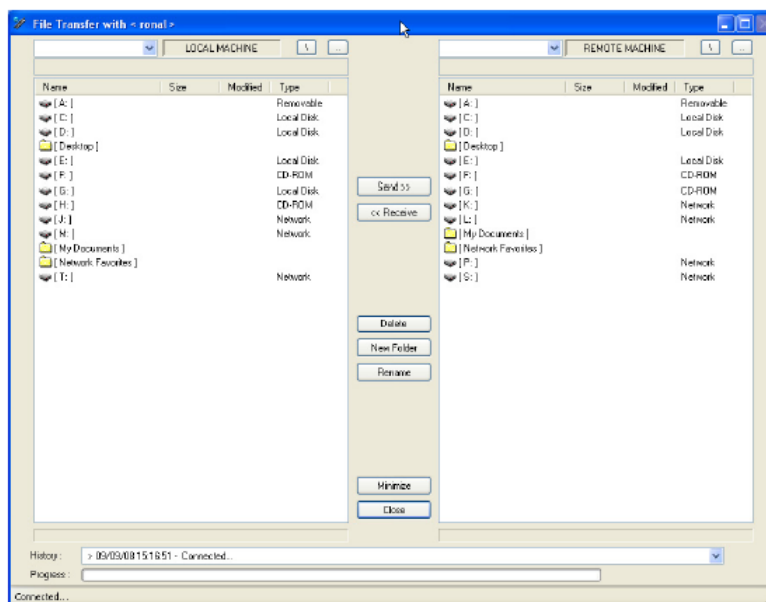 File Transfer with < ronal >
LOCAL MACHINE \ ...
Name Size Modified Type
[ A: ] Removable
[ C: ] Local Disk
[ D: ] Local Disk
[ Desktop ]
[ E: ] Local Disk
[ F: ] CD-ROM
[ G: ] Local Disk
[ H: ] CD-ROM
[ J: ] Network
[ M: ] Network
[ My Documents ]
[ Network Favorites ]
[ T: ] Network
Send >>
<< Receive
Delete
New Folder
Rename
Minimize
Close
REMOTE MACHINE \ ...
Name Size Modified Type
[ A: ] Removable
[ C: ] Local Disk
[ D: ] Local Disk
[ Desktop ]
[ E: ] Local Disk
[ F: ] CD-ROM
[ G: ] CD-ROM
[ K: ] Network
[ L: ] Network
[ My Documents ]
[ Network Favorites ]
[ P: ] Network
[ S: ] Network
History : > 09/09/08 15:16:51 - Connected...
Progress :
Connected...